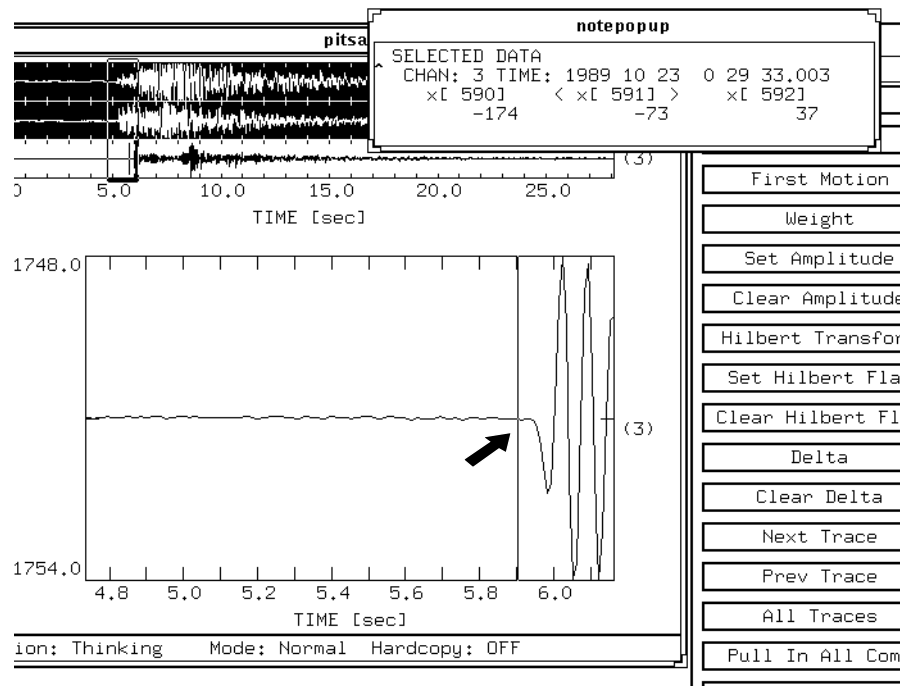 notepopup
pitsa
SELECTED DATA
CHAN: 3 TIME: 1989 10 23 0 29 33.003
x[ 590] < x[ 591] > x[ 592]
-174 -73 37
(3)
5.0 10.0 15.0 20.0 25.0
TIME [sec]
1748.0
(3)
1754.0
4.8 5.0 5.2 5.4 5.6 5.8 6.0
TIME [sec]
ion: Thinking Mode: Normal Hardcopy: OFF
First Motion
Weight
Set Amplitude
Clear Amplitude
Hilbert Transfor
Set Hilbert Fla
Clear Hilbert Fl
Delta
Clear Delta
Next Trace
Prev Trace
All Traces
Pull In All Com